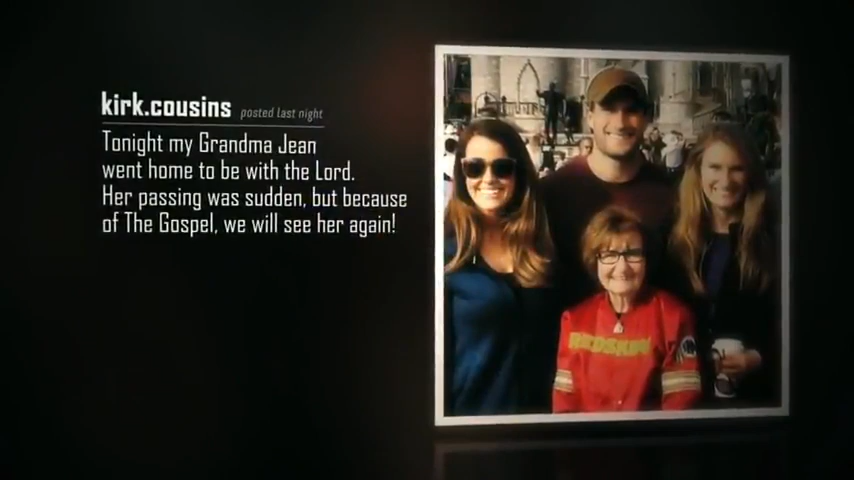 kirk.cousins posted last night
Tonight my Grandma Jean
went home to be with the Lord.
Her passing was sudden, but because
of The Gospel, we will see her again!
REDSKINS